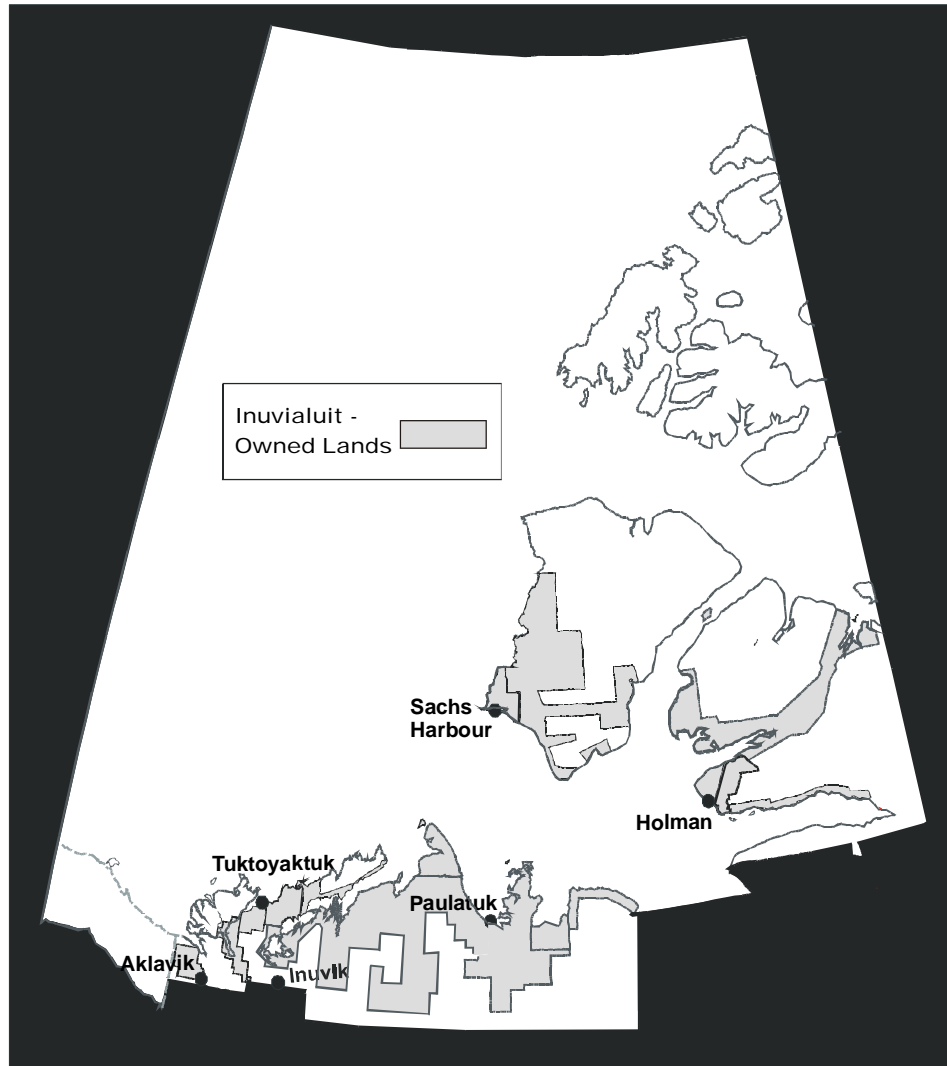 Inuvialuit -
Owned Lands
Sachs
Harbour
Holman
Tuktoyaktuk
Paulatuk
Aklavik
Inuvik